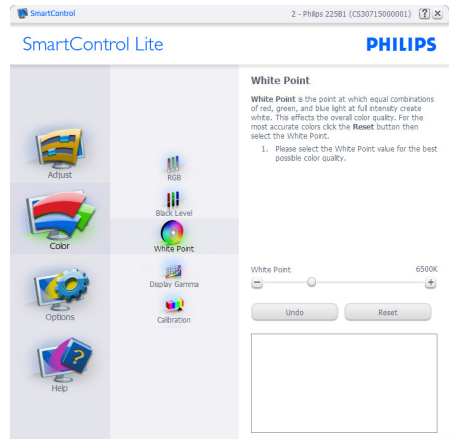 SmartControl
2 - Philips 225B1 (CS30715000001)
?
SmartControl Lite
PHILIPS
Adjust
Color
Options
Help
RGB
Black Level
White Point
Display Gamma
Calibration
White Point
White Point is the point at which equal combinations
of red, green, and blue light at full intensity create
white. This effects the overall color quality. For the
most accurate colors click the Reset button then
select the White Point.
1. Please select the White Point value for the best
possible color quality.
White Point 6500K
Undo Reset